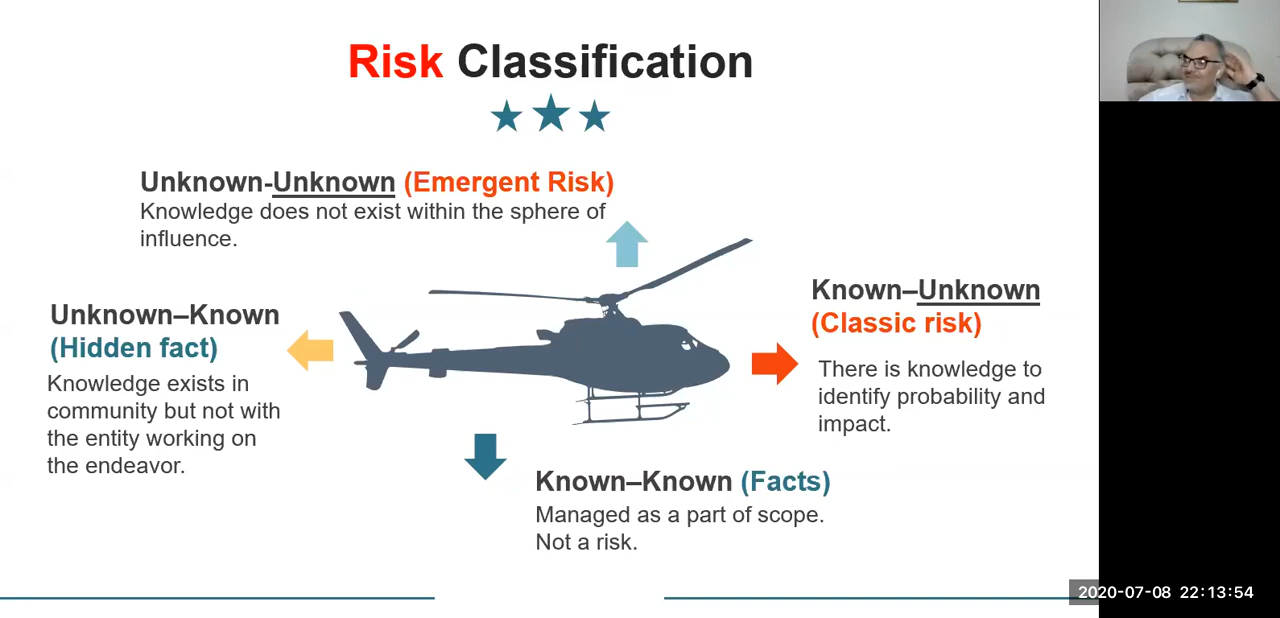 Risk Classification
Unknown-Unknown (Emergent Risk)
Knowledge does not exist within the sphere of
influence.
Unknown–Known
(Hidden fact)
Knowledge exists in
community but not with
the entity working on
the endeavor.
Known–Unknown
(Classic risk)
There is knowledge to
identify probability and
impact.
Known–Known (Facts)
Managed as a part of scope.
Not a risk.
2020-07-08 22:13:54